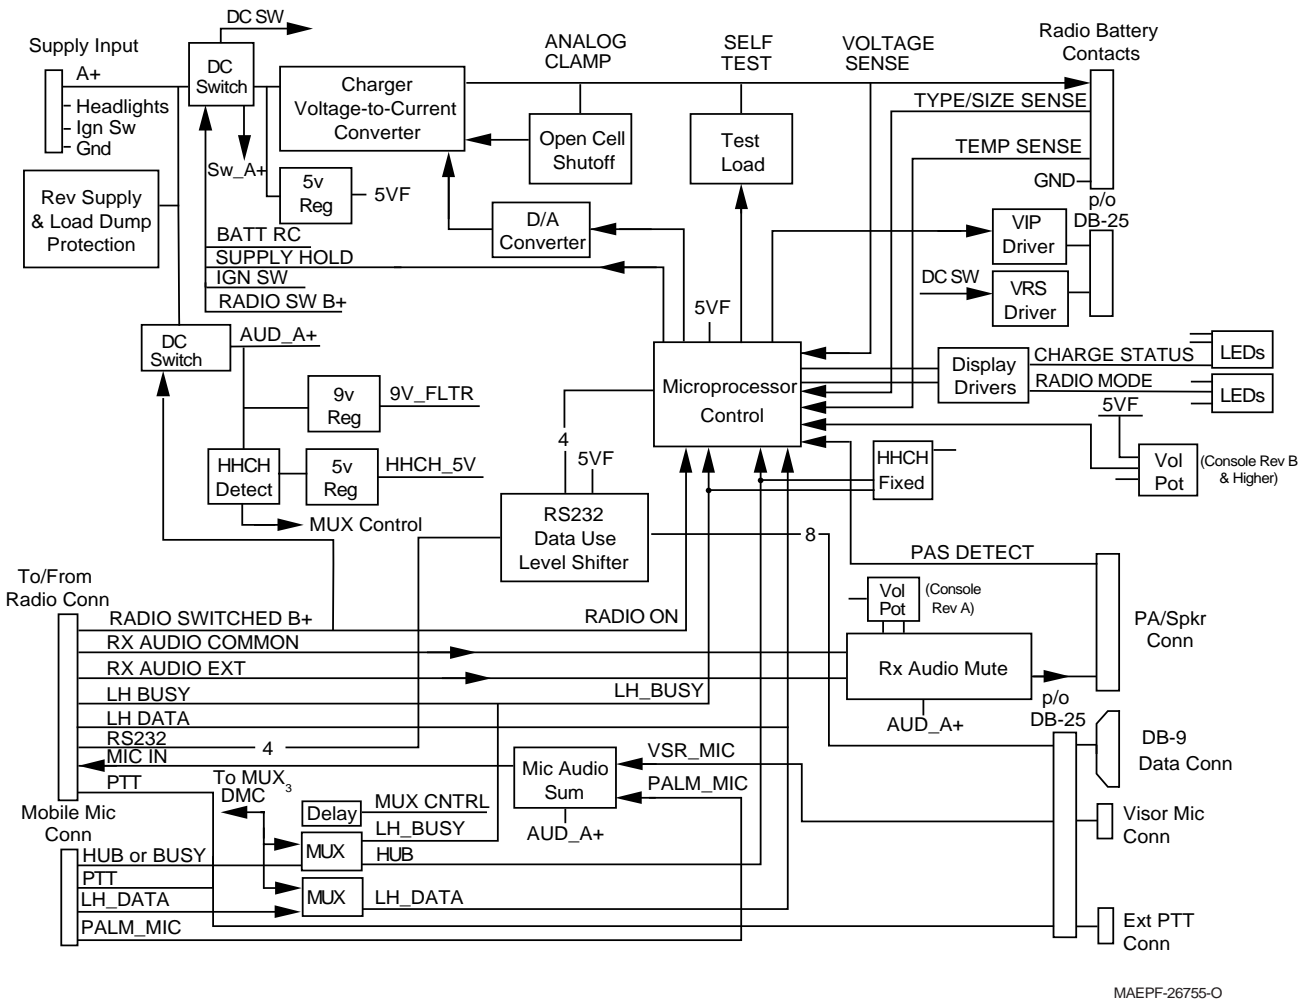 DC SW
Supply Input
A+
Headlights
Ign Sw
Gnd
DC
Switch
Sw_A+
Charger
Voltage-to-Current
Converter
ANALOG
CLAMP
SELF
TEST
VOLTAGE
SENSE
Radio Battery
Contacts
TYPE/SIZE SENSE
TEMP SENSE
GND
Open Cell
Shutoff
Test
Load
5v
Reg
5VF
Rev Supply
& Load Dump
Protection
D/A
Converter
BATT RC
SUPPLY HOLD
IGN SW
RADIO SW B+
p/o
DB-25
VIP
Driver
DC SW
VRS
Driver
5VF
DC
Switch
AUD_A+
9v
Reg
9V_FLTR
HHCH
Detect
5v
Reg
HHCH_5V
MUX Control
Microprocessor
Control
Display
Drivers
CHARGE STATUS
RADIO MODE
LEDs
LEDs
5VF
Vol
Pot
(Console Rev B
& Higher)
HHCH
Fixed
4
5VF
RS232
Data Use
Level Shifter
8
PAS DETECT
To/From
Radio Conn
RADIO SWITCHED B+
RADIO ON
RX AUDIO COMMON
RX AUDIO EXT
LH BUSY
LH_BUSY
LH DATA
RS232
4
MIC IN
PTT
Vol
Pot
(Console
Rev A)
Rx Audio Mute
AUD_A+
PA/Spkr
Conn
p/o
DB-25
DB-9
Data Conn
Mic Audio
Sum
VSR_MIC
PALM_MIC
AUD_A+
Visor Mic
Conn
Ext PTT
Conn
To MUX
3
DMC
Delay
MUX CNTRL
LH_BUSY
MUX
HUB
MUX
LH_DATA
Mobile Mic
Conn
HUB or BUSY
PTT
LH_DATA
PALM_MIC
MAEPF-26755-O